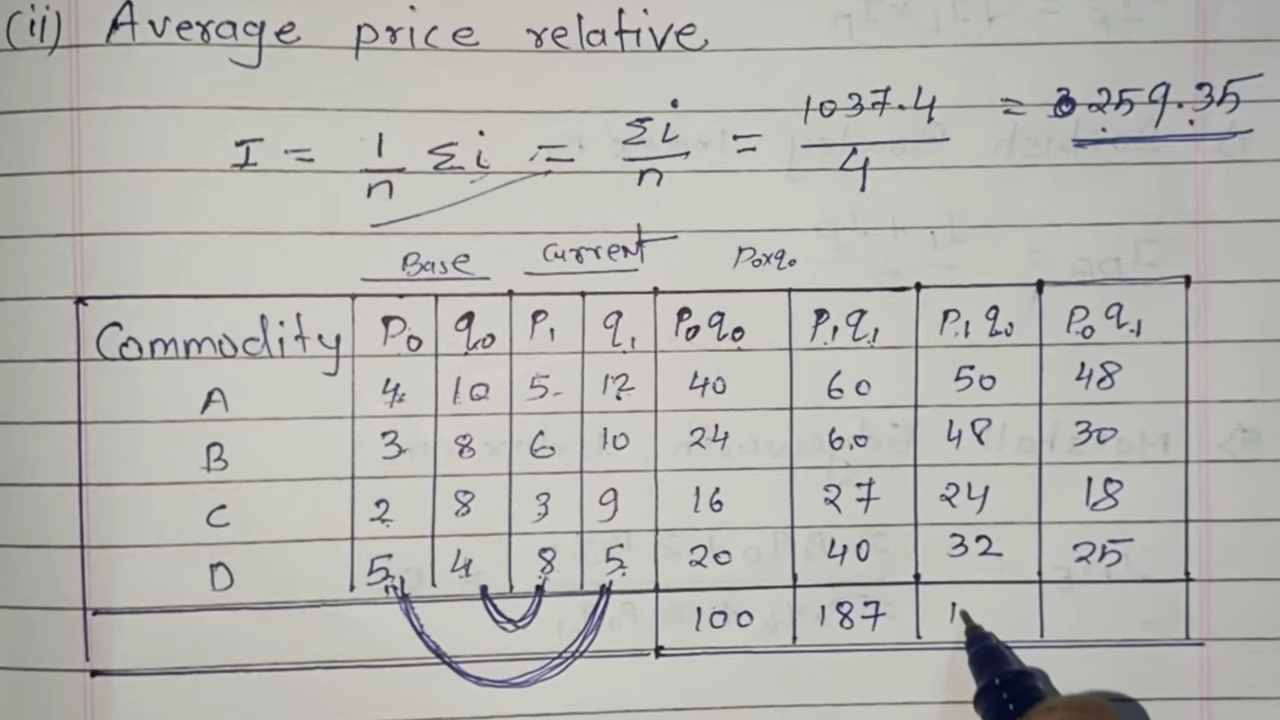 (ii) Average price relative
I = 1/n Σi = Σi/n = 1037.4/4 = 259.35
Base Current P₀×q₀
Commodity P₀ q₀ P₁ q₁ P₀q₀ P₁q₁ P₁q₀ P₀q₁
A 4 10 5 12 40 60 50 48
B 3 8 6 10 24 60 48 30
C 2 8 3 9 16 27 24 18
D 5 4 8 5 20 40 32 25
100 187 1